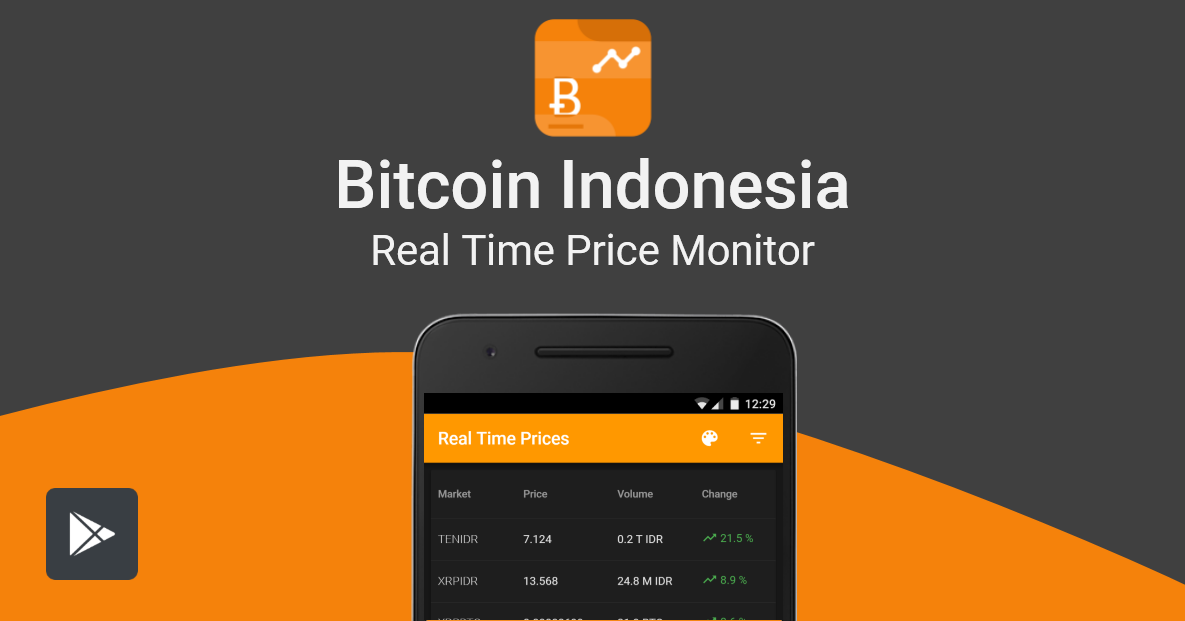 Bitcoin Indonesia
Real Time Price Monitor
12:29
Real Time Prices
Market Price Volume Change
TENIDR 7.124 0.2 T IDR 21.5 %
XRPIDR 13.568 24.8 M IDR 8.9 %